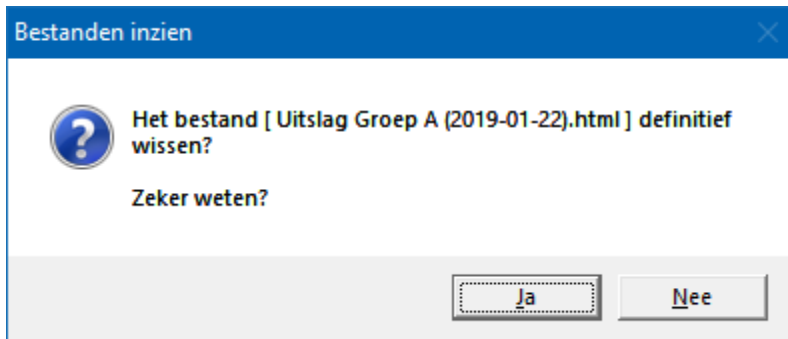 Bestanden inzien
Het bestand [ Uitslag Groep A (2019-01-22).html ] definitief
wissen?
Zeker weten?
Ja
Nee